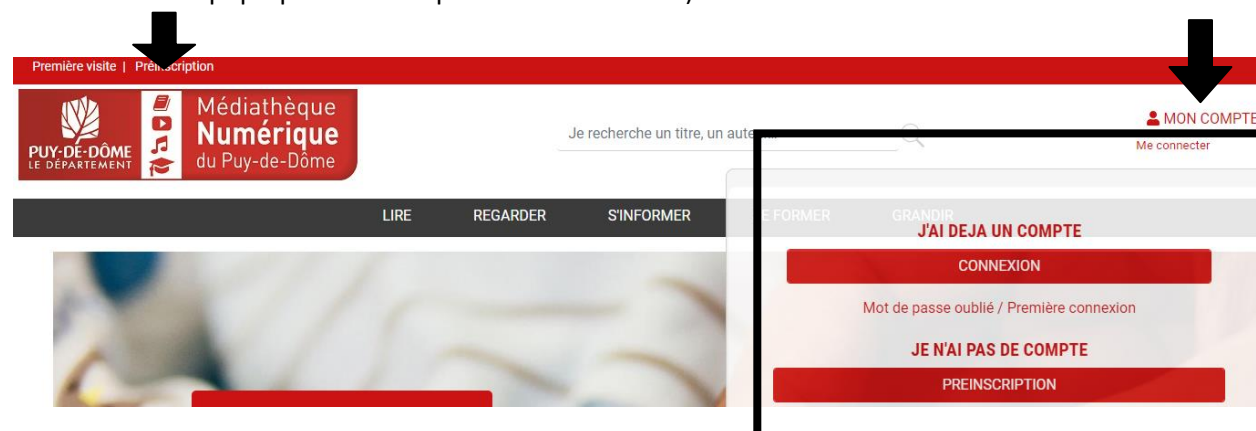 Première visite | Préinscription
PUY-DE-DÔME
LE DÉPARTEMENT
Médiathèque
Numérique
du Puy-de-Dôme
Je recherche un titre, un
MON COMPTE
Me connecter
LIRE REGARDER S'INFORMER FORMER GRANDIR
J'AI DEJA UN COMPTE
CONNEXION
Mot de passe oublié / Première connexion
JE N'AI PAS DE COMPTE
PREINSCRIPTION